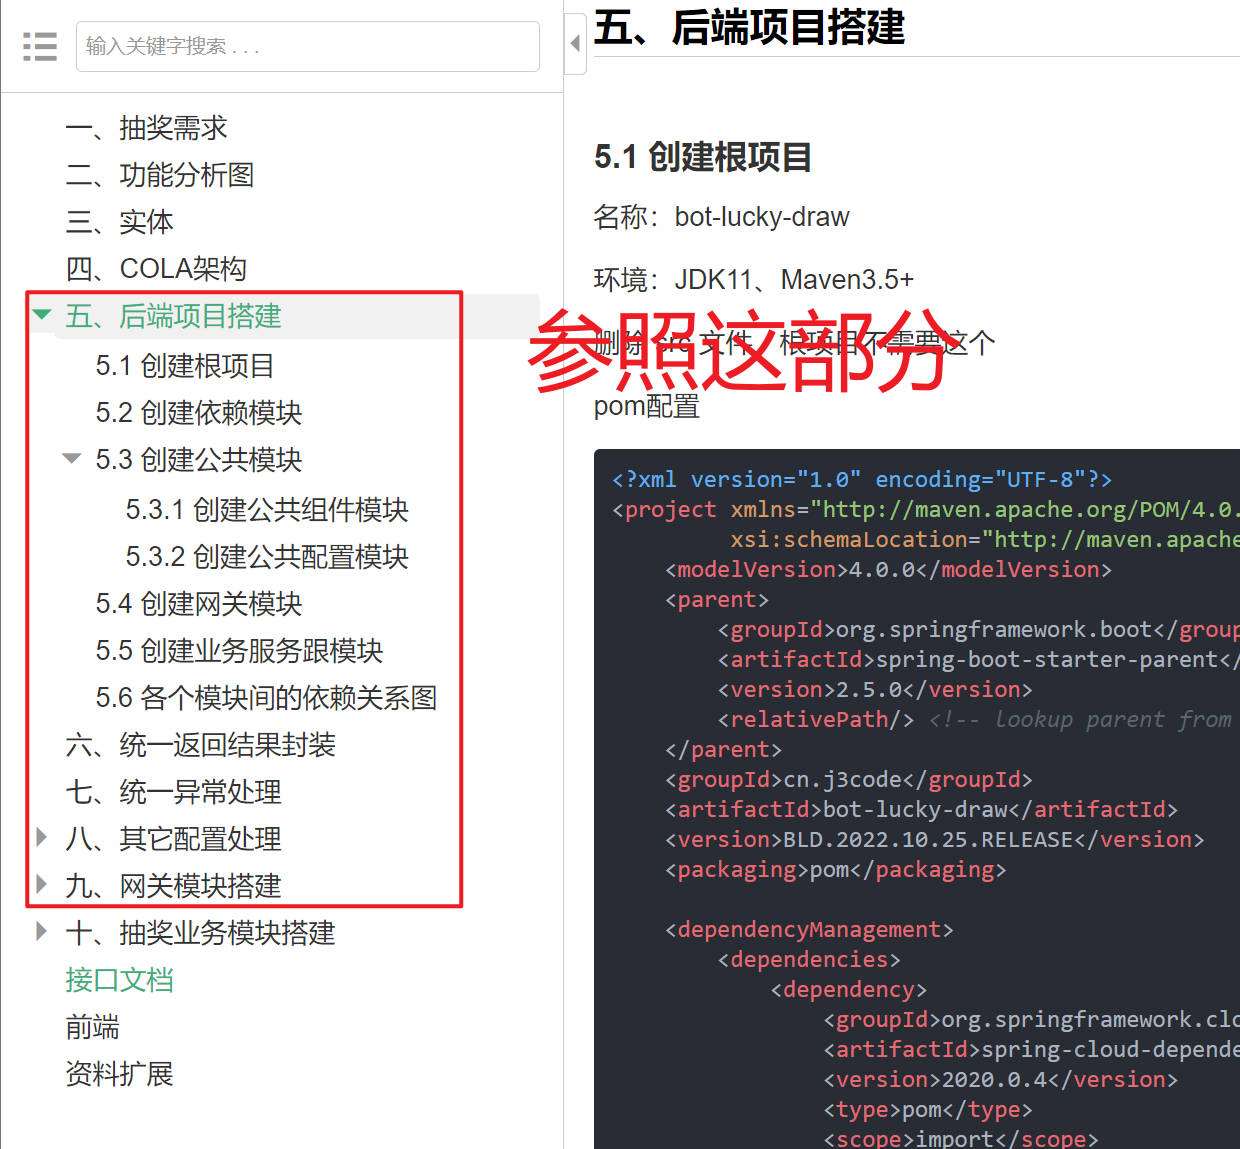 输入关键字搜索 . . .
一、抽奖需求
二、功能分析图
三、实体
四、COLA架构
五、后端项目搭建
5.1 创建根项目
5.2 创建依赖模块
5.3 创建公共模块
5.3.1 创建公共组件模块
5.3.2 创建公共配置模块
5.4 创建网关模块
5.5 创建业务服务跟模块
5.6 各个模块间的依赖关系图
六、统一返回结果封装
七、统一异常处理
八、其它配置处理
九、网关模块搭建
十、抽奖业务模块搭建
接口文档
前端
资料扩展
五、后端项目搭建
5.1 创建根项目
名称：bot-lucky-draw
环境：JDK11、Maven3.5+
参照这部分
删除 src 文件，根项目不需要这个
pom配置
<?xml version="1.0" encoding="UTF-8"?>
<project xmlns="http://maven.apache.org/POM/4.0.
xsi:schemaLocation="http://maven.apache
<modelVersion>4.0.0</modelVersion>
<parent>
<groupId>org.springframework.boot</group
<artifactId>spring-boot-starter-parent</
<version>2.5.0</version>
<relativePath/> <!-- lookup parent from
</parent>
<groupId>cn.j3code</groupId>
<artifactId>bot-lucky-draw</artifactId>
<version>BLD.2022.10.25.RELEASE</version>
<packaging>pom</packaging>
<dependencyManagement>
<dependencies>
<dependency>
<groupId>org.springframework.clo
<artifactId>spring-cloud-depende
<version>2020.0.4</version>
<type>pom</type>
<scope>import</scope>